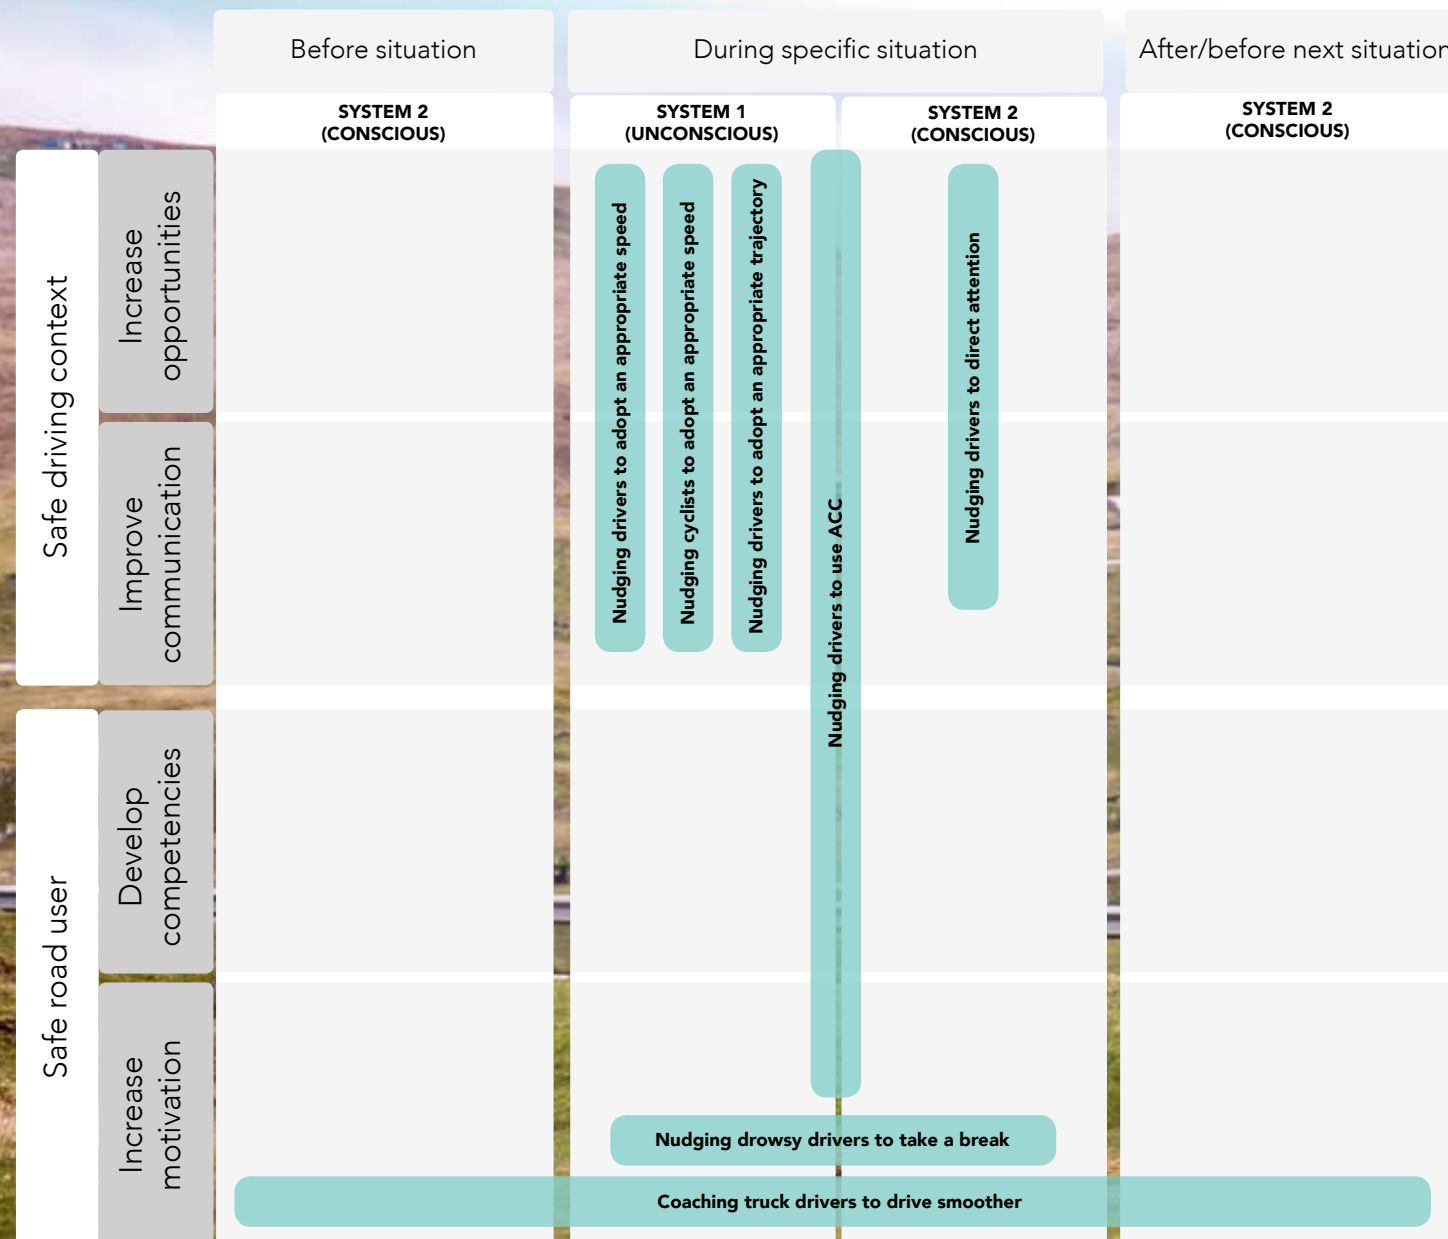 Before situation
During specific situation
After/before next situation
SYSTEM 2
(CONSCIOUS)
SYSTEM 1
(UNCONSCIOUS)
SYSTEM 2
(CONSCIOUS)
SYSTEM 2
(CONSCIOUS)
Safe driving context
Increase
opportunities
Improve
communication
Nudging drivers to adopt an appropriate speed
Nudging cyclists to adopt an appropriate speed
Nudging drivers to adopt an appropriate trajectory
Nudging drivers to use ACC
Nudging drivers to direct attention
Safe road user
Develop
competencies
Increase
motivation
Nudging drowsy drivers to take a break
Coaching truck drivers to drive smoother